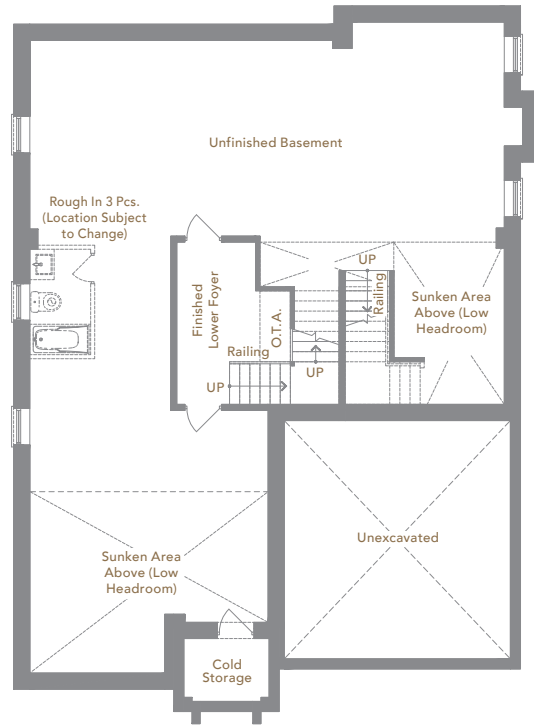 Unfinished Basement
Rough In 3 Pcs.
(Location Subject
to Change)
Finished
Lower Foyer
O.T.A.
Railing
UP
UP
UP
Railing
Sunken Area
Above (Low
Headroom)
Unexcavated
Sunken Area
Above (Low
Headroom)
Cold
Storage